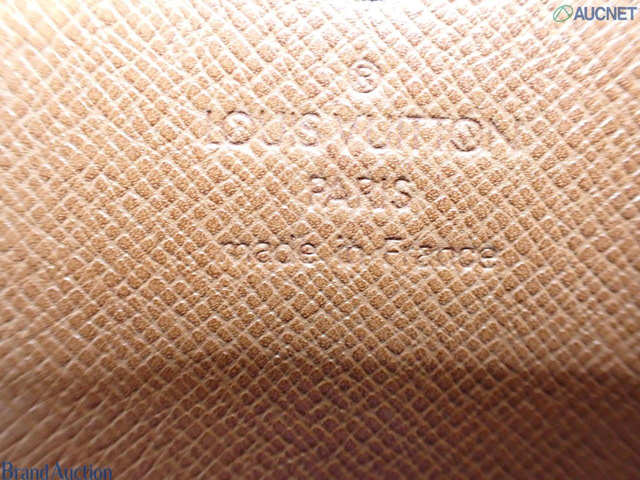 AUCNET
®
LOUIS VUITTON
PARIS
made in France
Brand Auction